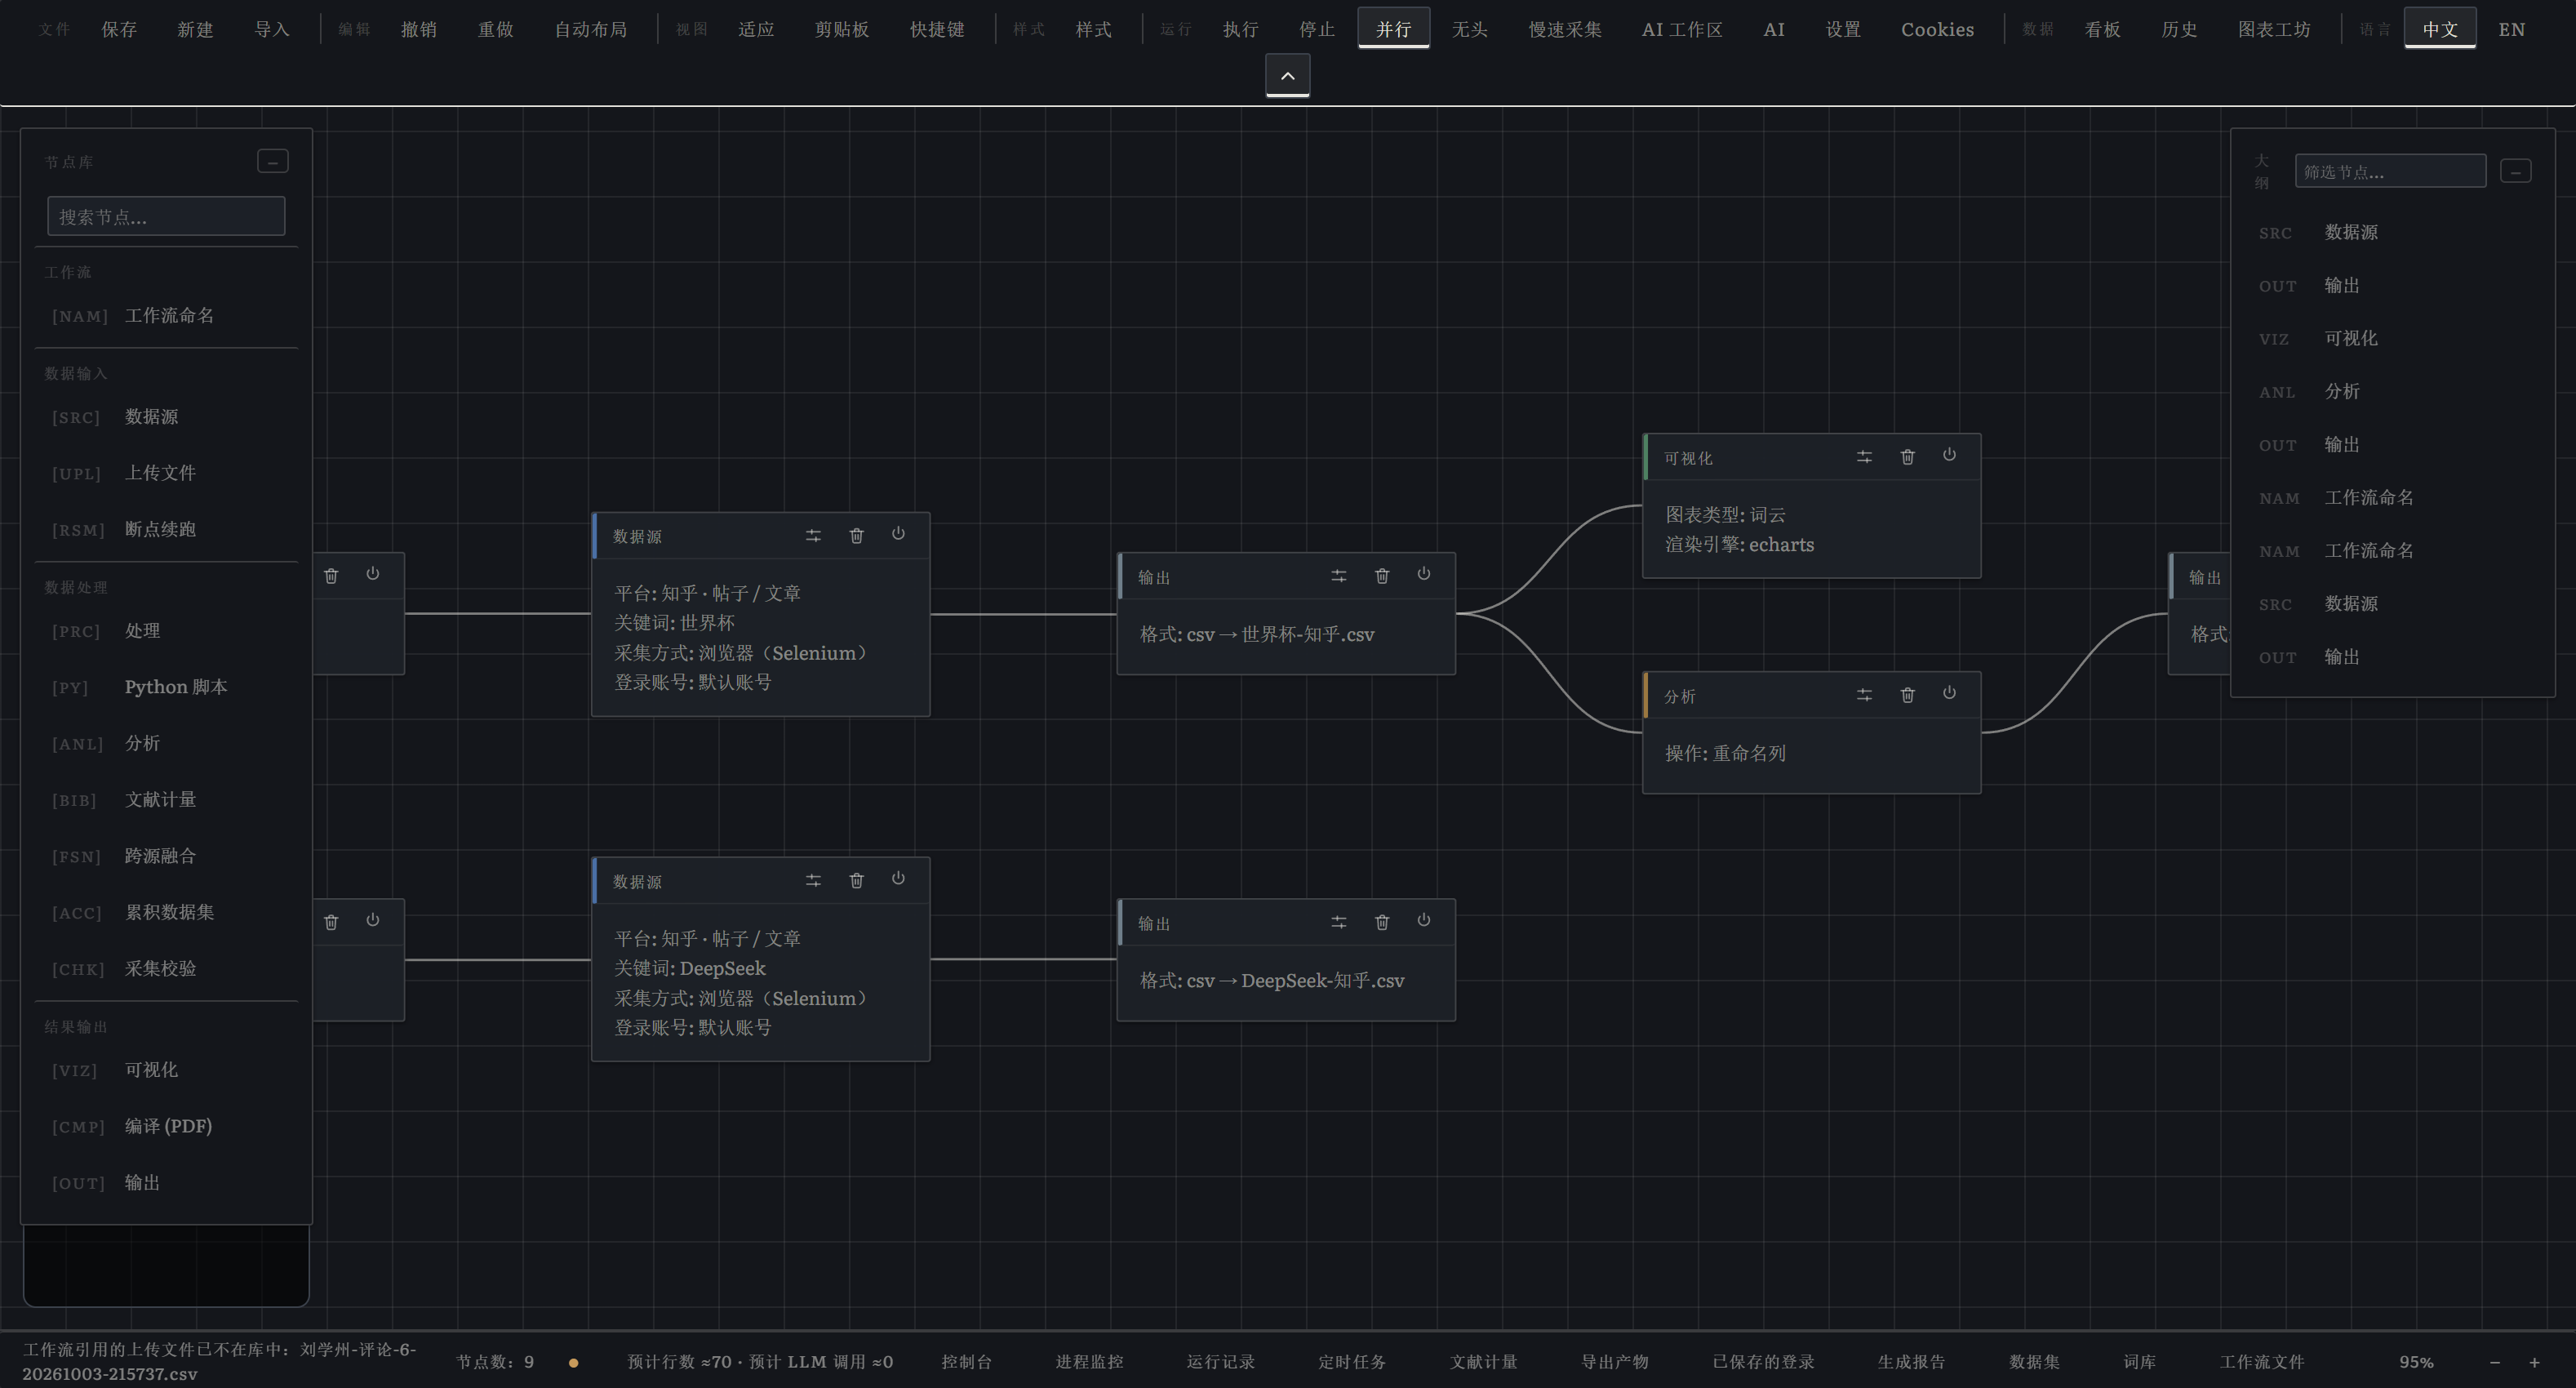 文件 保存 新建 导入 编辑 撤销 重做 自动布局 视图 适应 剪贴板 快捷键 样式 样式 运行 执行 停止 并行 无头 慢速采集 AI 工作区 AI 设置 Cookies 数据 看板 历史 图表工坊 语言 中文 EN
节点库
搜索节点...
工作流
[NAM] 工作流命名
数据输入
[SRC] 数据源
[UPL] 上传文件
[RSM] 断点续跑
数据处理
[PRC] 处理
[PY] Python 脚本
[ANL] 分析
[BIB] 文献计量
[FSN] 跨源融合
[ACC] 累积数据集
[CHK] 采集校验
结果输出
[VIZ] 可视化
[CMP] 编译 (PDF)
[OUT] 输出
数据源
平台: 知乎 · 帖子 / 文章
关键词: 世界杯
采集方式: 浏览器（Selenium）
登录账号: 默认账号
输出
格式: csv → 世界杯-知乎.csv
可视化
图表类型: 词云
渲染引擎: echarts
分析
操作: 重命名列
输出
格式:
数据源
平台: 知乎 · 帖子 / 文章
关键词: DeepSeek
采集方式: 浏览器（Selenium）
登录账号: 默认账号
输出
格式: csv → DeepSeek-知乎.csv
大纲
筛选节点...
SRC 数据源
OUT 输出
VIZ 可视化
ANL 分析
OUT 输出
NAM 工作流命名
NAM 工作流命名
SRC 数据源
OUT 输出
工作流引用的上传文件已不在库中：刘学州-评论-6-
20261003-215737.csv
节点数：9 预计行数 ≈70 · 预计 LLM 调用 ≈0 控制台 进程监控 运行记录 定时任务 文献计量 导出产物 已保存的登录 生成报告 数据集 词库 工作流文件 95% − +